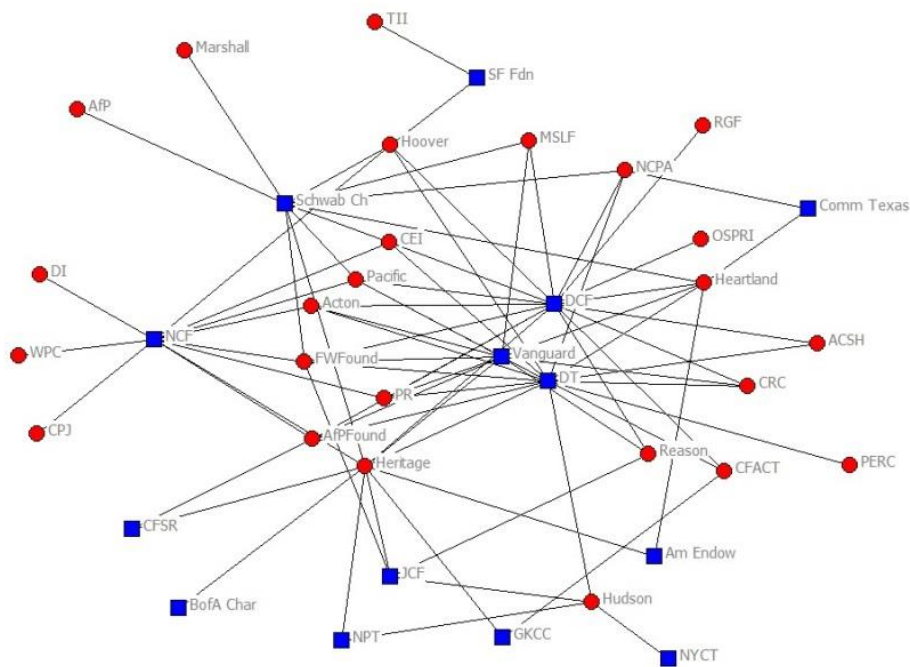 TII
Marshall
SF Fdn
AfP
RGF
Hoover
MSLF
NCPA
Schwab Ch
Comm Texas
CEI
OSPRI
DI
Pacific
Heartland
Acton
DCF
NCF
ACSH
WPC
FWFound
Vanguard
DT
CRC
PR
CPJ
AfPFound
Reason
Heritage
CFACT
PERC
CFSR
Am Endow
JCF
BofA Char
Hudson
NPT
GKCC
NYCT